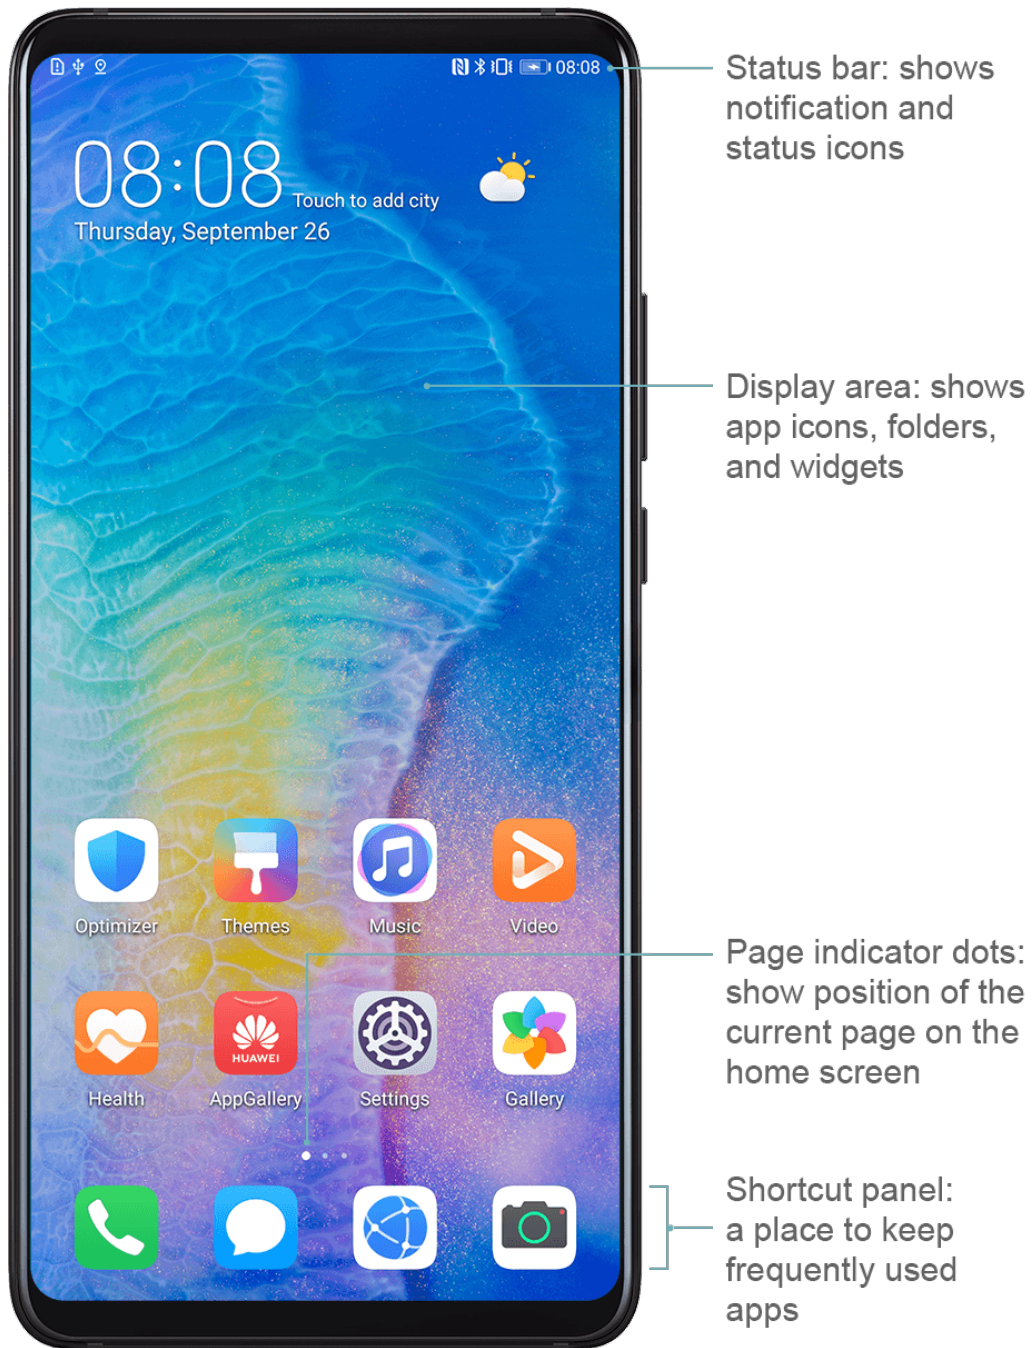 08:08
Status bar: shows
notification and
status icons
08:08 Touch to add city
Thursday, September 26
Display area: shows
app icons, folders,
and widgets
Optimizer Themes Music Video
Page indicator dots:
show position of the
current page on the
home screen
HUAWEI
Health AppGallery Settings Gallery
Shortcut panel:
a place to keep
frequently used
apps